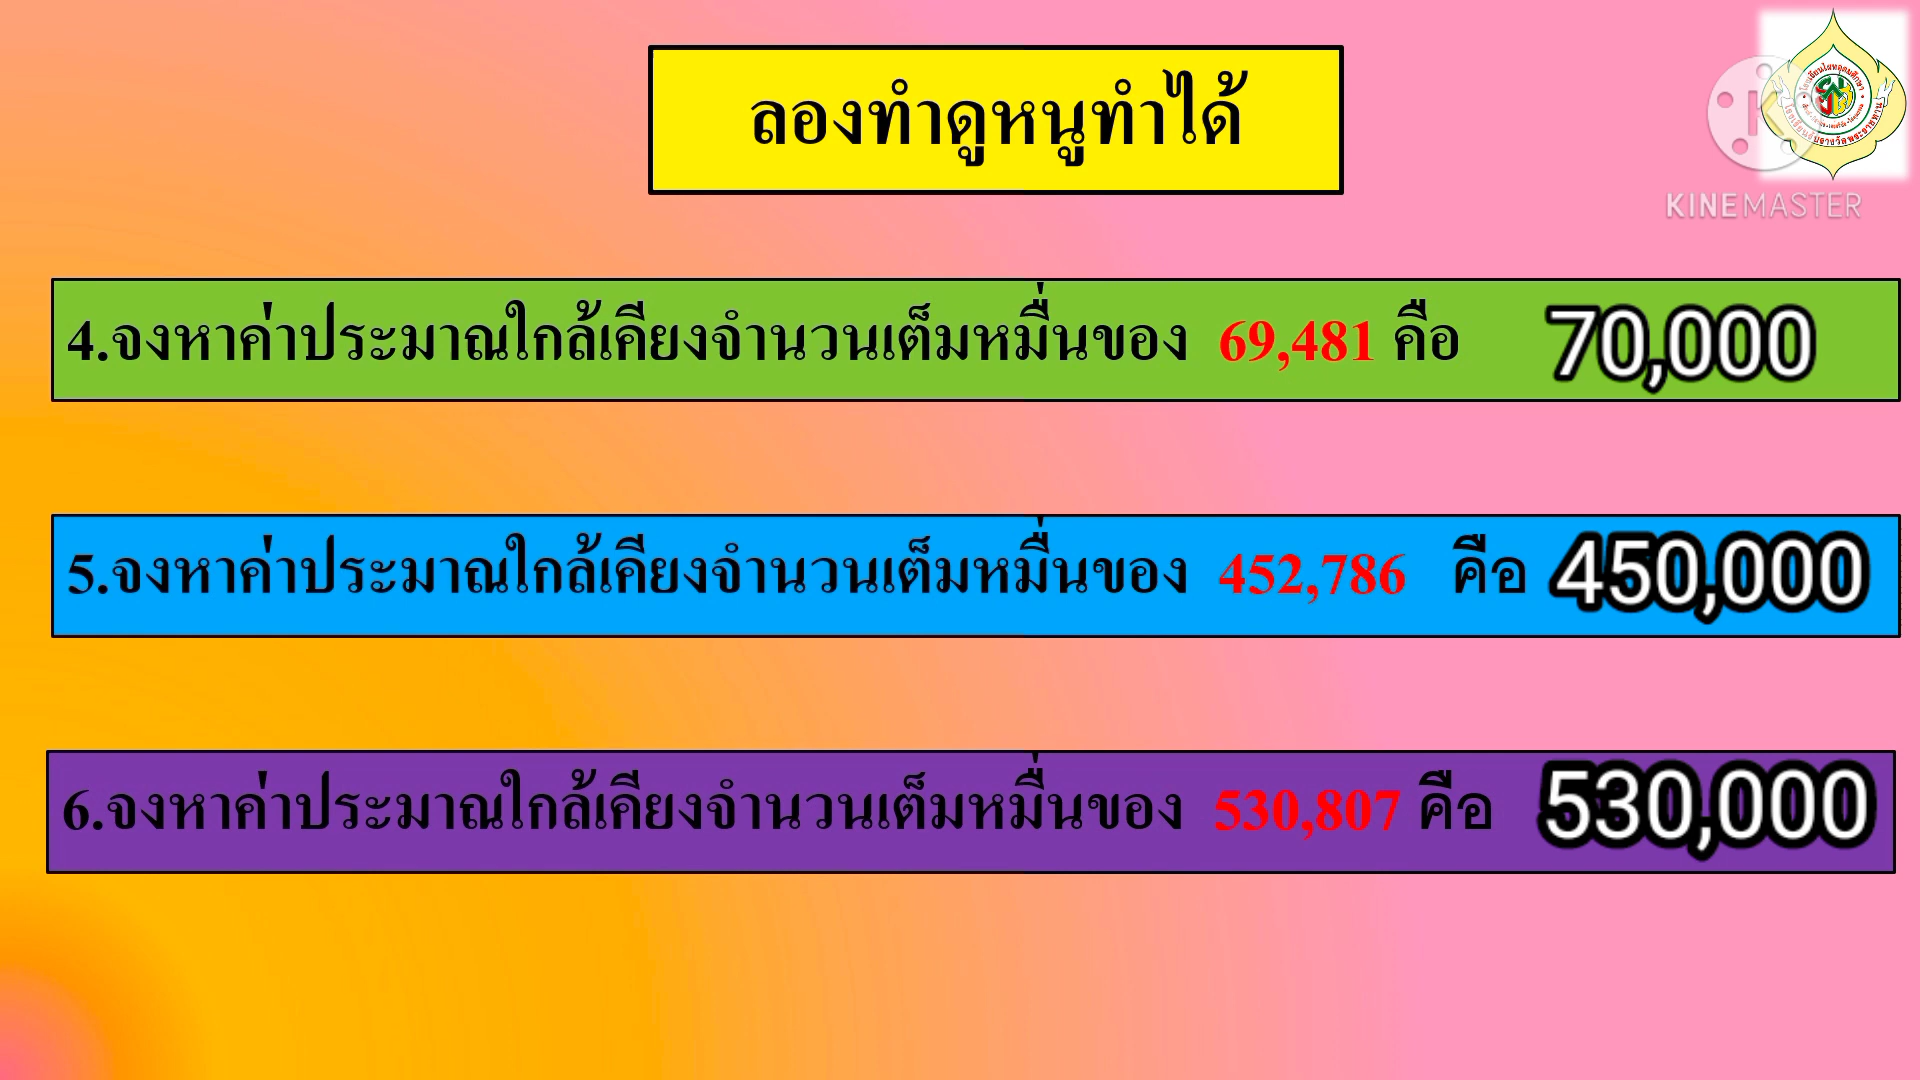 ลองทำดูหนูทำได้
KINEMASTER
4.จงหาค่าประมาณใกล้เคียงจำนวนเต็มหมื่นของ 69,481 คือ 70,000
5.จงหาค่าประมาณใกล้เคียงจำนวนเต็มหมื่นของ 452,786 คือ 450,000
6.จงหาค่าประมาณใกล้เคียงจำนวนเต็มหมื่นของ 530,807 คือ 530,000